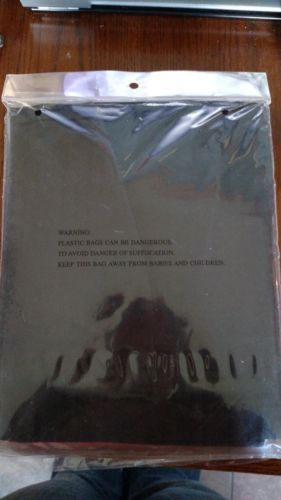 WARNING:
PLASTIC BAGS CAN BE DANGEROUS.
TO AVOID DANGER OF SUFFOCATION,
KEEP THIS BAG AWAY FROM BABIES AND CHILDREN.